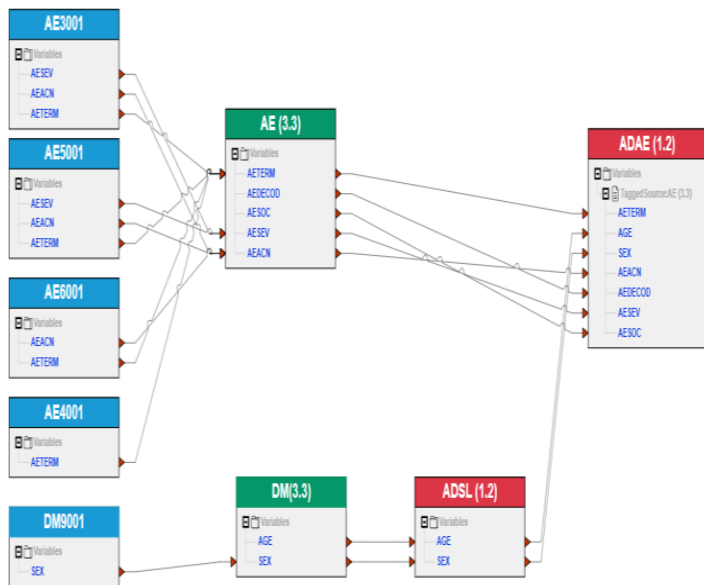 AE3001
Variables
AESEV
AEACN
AETERM
AE5001
Variables
AESEV
AEACN
AETERM
AE6001
Variables
AEACN
AETERM
AE4001
Variables
AETERM
DM9001
Variables
SEX
AE (3.3)
Variables
AETERM
AEDECOD
AESOC
AESEV
AEACN
DM(3.3)
Variables
AGE
SEX
ADSL (1.2)
Variables
AGE
SEX
ADAE (1.2)
Variables
TaggedSource:AE (3.3)
AETERM
AGE
SEX
AEACN
AEDECOD
AESEV
AESOC